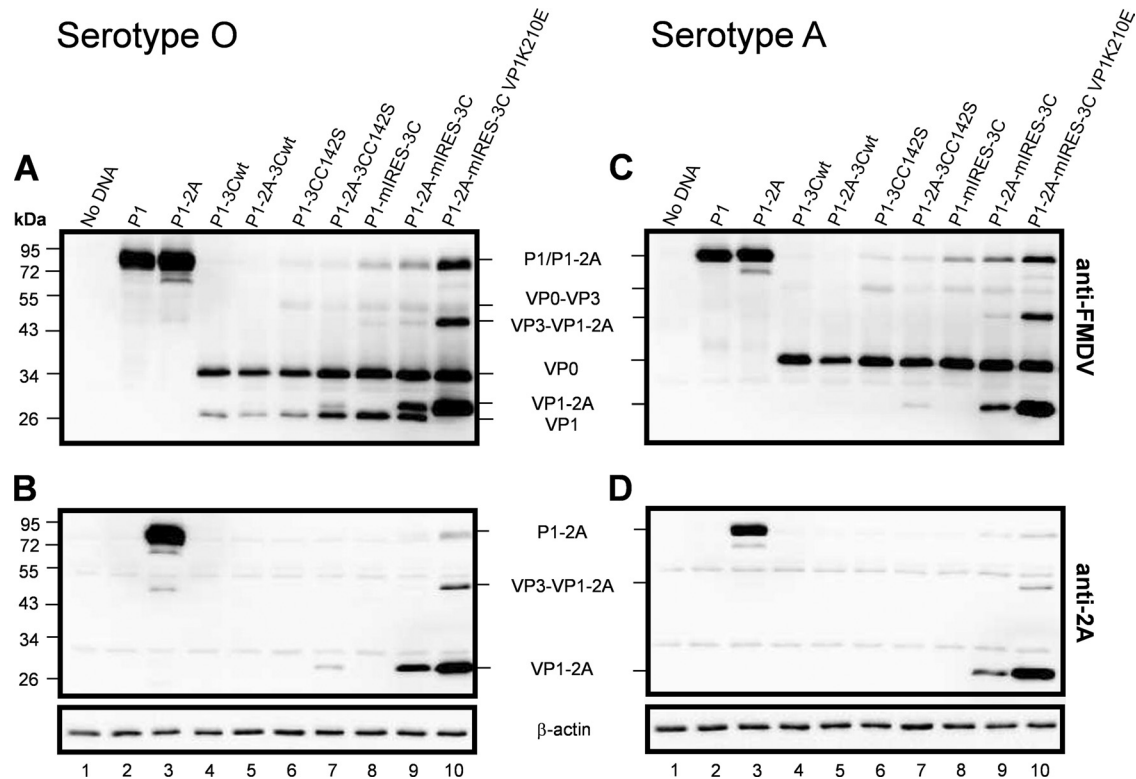 Serotype O
Serotype A
A
No DNA
P1
P1-2A
P1-3Cwt
P1-2A-3Cwt
P1-3CC142S
P1-2A-3CC142S
P1-mIRES-3C
P1-2A-mIRES-3C
P1-2A-mIRES-3C VP1K210E
C
No DNA
P1
P1-2A
P1-3Cwt
P1-2A-3Cwt
P1-3CC142S
P1-2A-3CC142S
P1-mIRES-3C
P1-2A-mIRES-3C
P1-2A-mIRES-3C VP1K210E
kDa
95
72
55
43
34
26
P1/P1-2A
VP0-VP3
VP3-VP1-2A
VP0
VP1-2A
VP1
anti-FMDV
B
D
95
72
55
43
34
26
P1-2A
VP3-VP1-2A
VP1-2A
anti-2A
β-actin
1 2 3 4 5 6 7 8 9 10
1 2 3 4 5 6 7 8 9 10